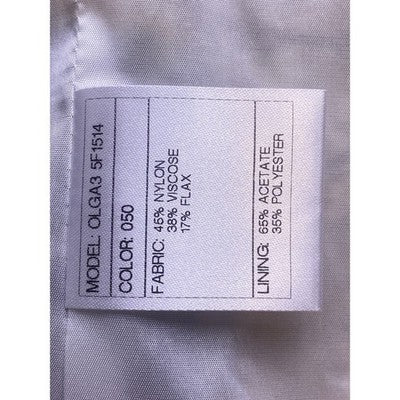 MODEL: OLGA3 5F1514
COLOR: 050
FABRIC: 45% NYLON
38% VISCOSE
17% FLAX
LINING: 65% ACETATE
35% POLYESTER